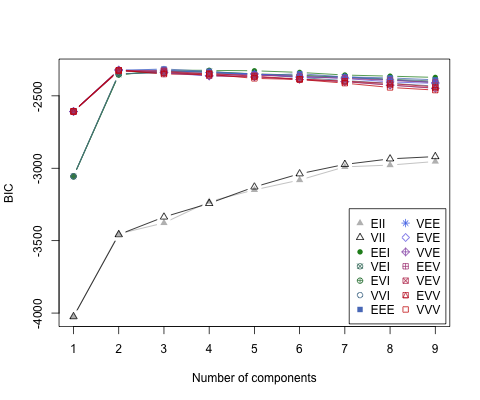 BIC
-2500
-3000
-3500
-4000
1 2 3 4 5 6 7 8 9
Number of components
EII
VII
EEI
VEI
EVI
VVI
EEE
VEE
EVE
VVE
EEV
VEV
EVV
VVV